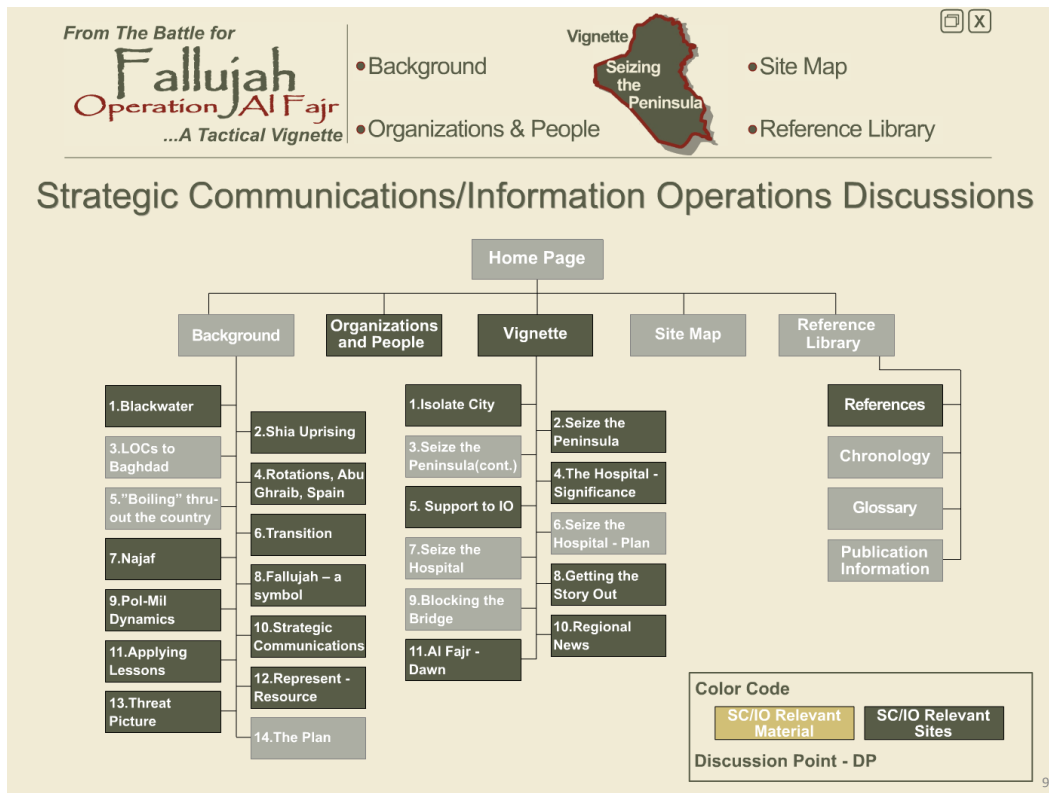 From The Battle for
Fallujah
Operation Al Fajr
...A Tactical Vignette
•Background
•Organizations & People
Vignette
Seizing
the
Peninsula
•Site Map
•Reference Library
X
Strategic Communications/Information Operations Discussions
Home Page
Background
Organizations
and People
Vignette
Site Map
Reference
Library
1.Blackwater
2.Shia Uprising
3.LOCs to
Baghdad
4.Rotations, Abu
Ghraib, Spain
5."Boiling" thru-
out the country
6.Transition
7.Najaf
8.Fallujah – a
symbol
9.Pol-Mil
Dynamics
10.Strategic
Communications
11.Applying
Lessons
12.Represent -
Resource
13.Threat
Picture
14.The Plan
1.Isolate City
2.Seize the
Peninsula
3.Seize the
Peninsula(cont.)
4.The Hospital -
Significance
5. Support to IO
6.Seize the
Hospital - Plan
7.Seize the
Hospital
8.Getting the
Story Out
9.Blocking the
Bridge
10.Regional
News
11.Al Fajr -
Dawn
References
Chronology
Glossary
Publication
Information
Color Code
SC/IO Relevant
Material
SC/IO Relevant
Sites
Discussion Point - DP
9